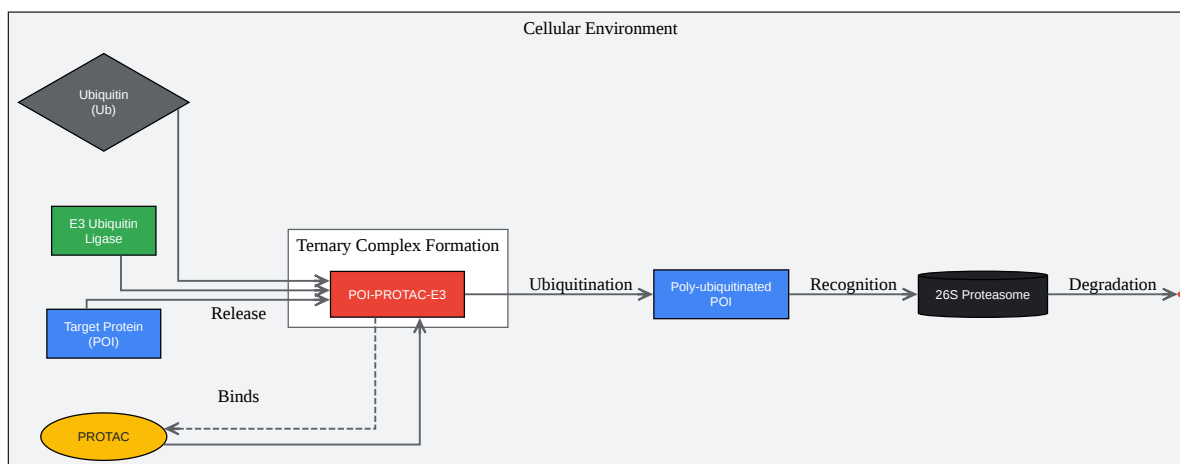 Cellular Environment
Ubiquitin
(Ub)
E3 Ubiquitin
Ligase
Ternary Complex Formation
POI-PROTAC-E3
Ubiquitination
Poly-ubiquitinated
POI
Recognition
26S Proteasome
Degradation
Release
Target Protein
(POI)
Binds
PROTAC